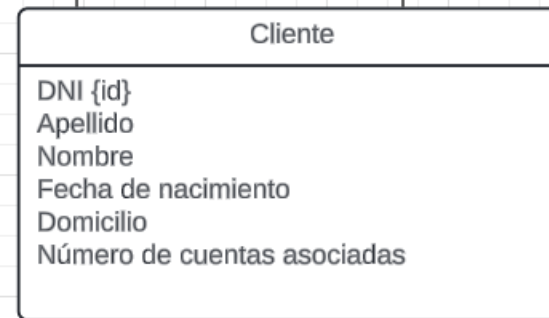 Cliente
DNI {id}
Apellido
Nombre
Fecha de nacimiento
Domicilio
Número de cuentas asociadas